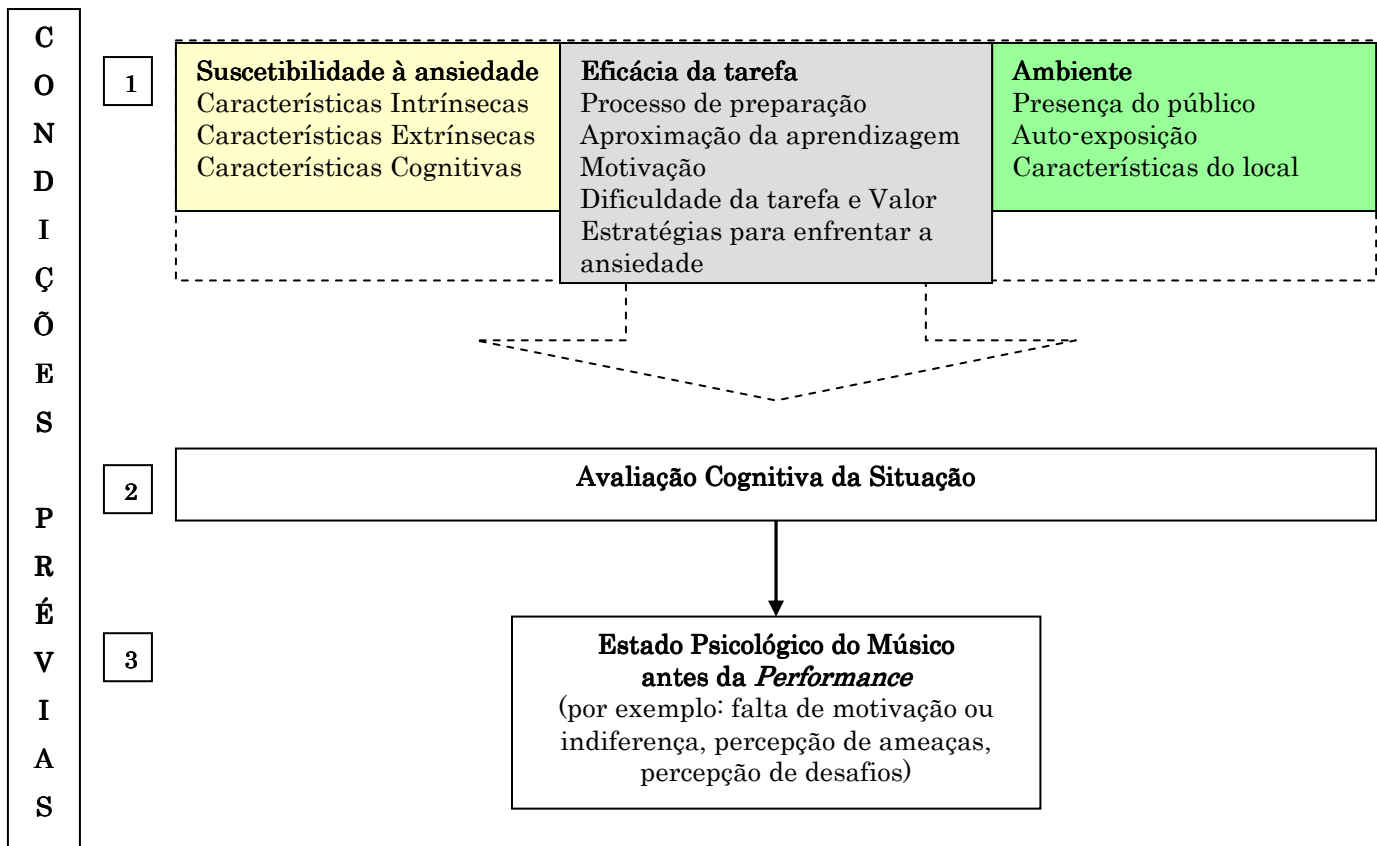 CONDIÇÕES PRÉVIAS
1
Suscetibilidade à ansiedade
Características Intrínsecas
Características Extrínsecas
Características Cognitivas
Eficácia da tarefa
Processo de preparação
Aproximação da aprendizagem
Motivação
Dificuldade da tarefa e Valor
Estratégias para enfrentar a
ansiedade
Ambiente
Presença do público
Auto-exposição
Características do local
2
Avaliação Cognitiva da Situação
3
Estado Psicológico do Músico
antes da Performance
(por exemplo: falta de motivação ou
indiferença, percepção de ameaças,
percepção de desafios)